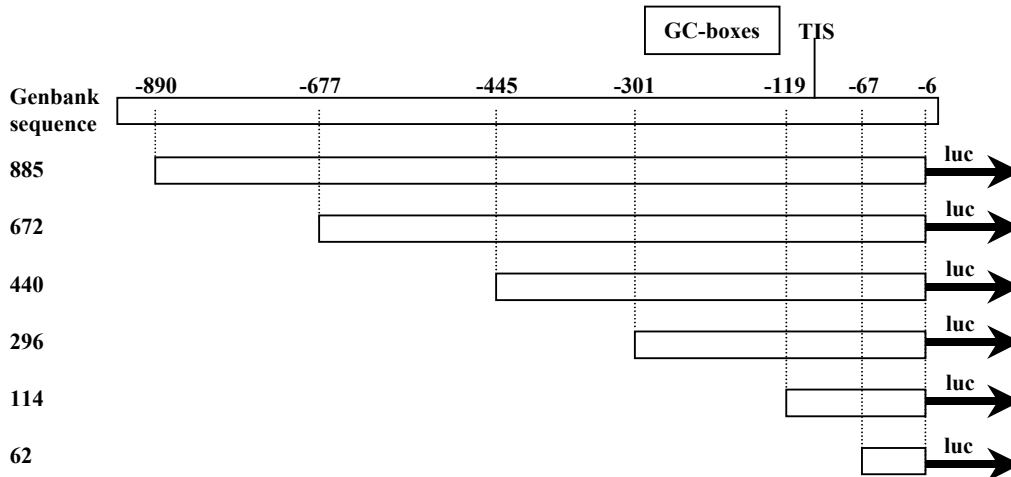 GC-boxes TIS
-890 -677 -445 -301 -119 -67 -6
Genbank
sequence
luc
885
luc
672
luc
440
luc
296
luc
114
luc
62